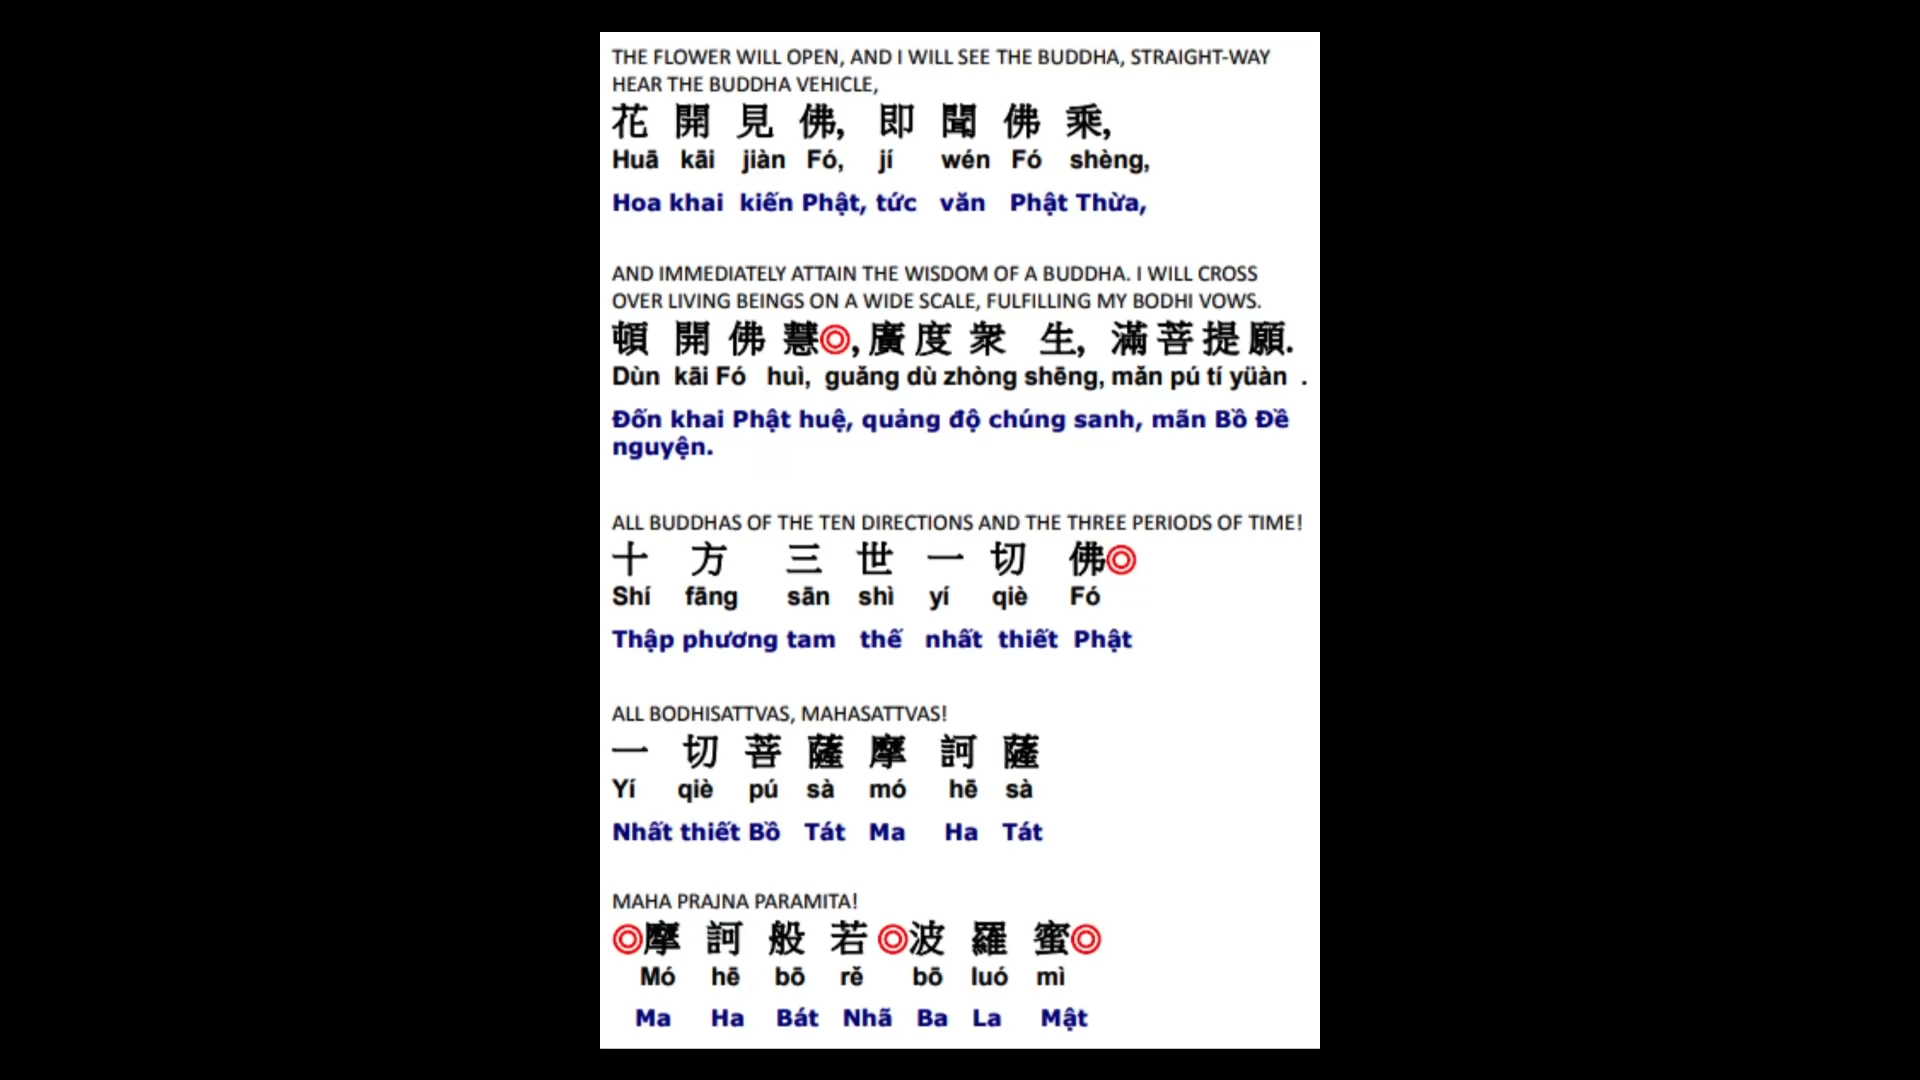 THE FLOWER WILL OPEN, AND I WILL SEE THE BUDDHA, STRAIGHT-WAY
HEAR THE BUDDHA VEHICLE,
花 開 見 佛, 即 聞 佛 乘,
Huā kāi jiàn Fó, jí wén Fó shèng,
Hoa khai kiến Phật, tức văn Phật Thừa,
AND IMMEDIATELY ATTAIN THE WISDOM OF A BUDDHA. I WILL CROSS
OVER LIVING BEINGS ON A WIDE SCALE, FULFILLING MY BODHI VOWS.
頓 開 佛 慧◎, 廣 度 衆 生, 滿 菩 提 願.
Dùn kāi Fó huì, guǎng dù zhòng shēng, mǎn pú tí yüàn .
Đốn khai Phật huệ, quảng độ chúng sanh, mãn Bồ Đề
nguyện.
ALL BUDDHAS OF THE TEN DIRECTIONS AND THE THREE PERIODS OF TIME!
十 方 三 世 一 切 佛◎
Shí fāng sān shì yí qiè Fó
Thập phương tam thế nhất thiết Phật
ALL BODHISATTVAS, MAHASATTVAS!
一 切 菩 薩 摩 訶 薩
Yí qiè pú sà mó hē sà
Nhất thiết Bồ Tát Ma Ha Tát
MAHA PRAJNA PARAMITA!
◎摩 訶 般 若 ◎波 羅 蜜◎
Mó hē bō rě bō luó mì
Ma Ha Bát Nhã Ba La Mật